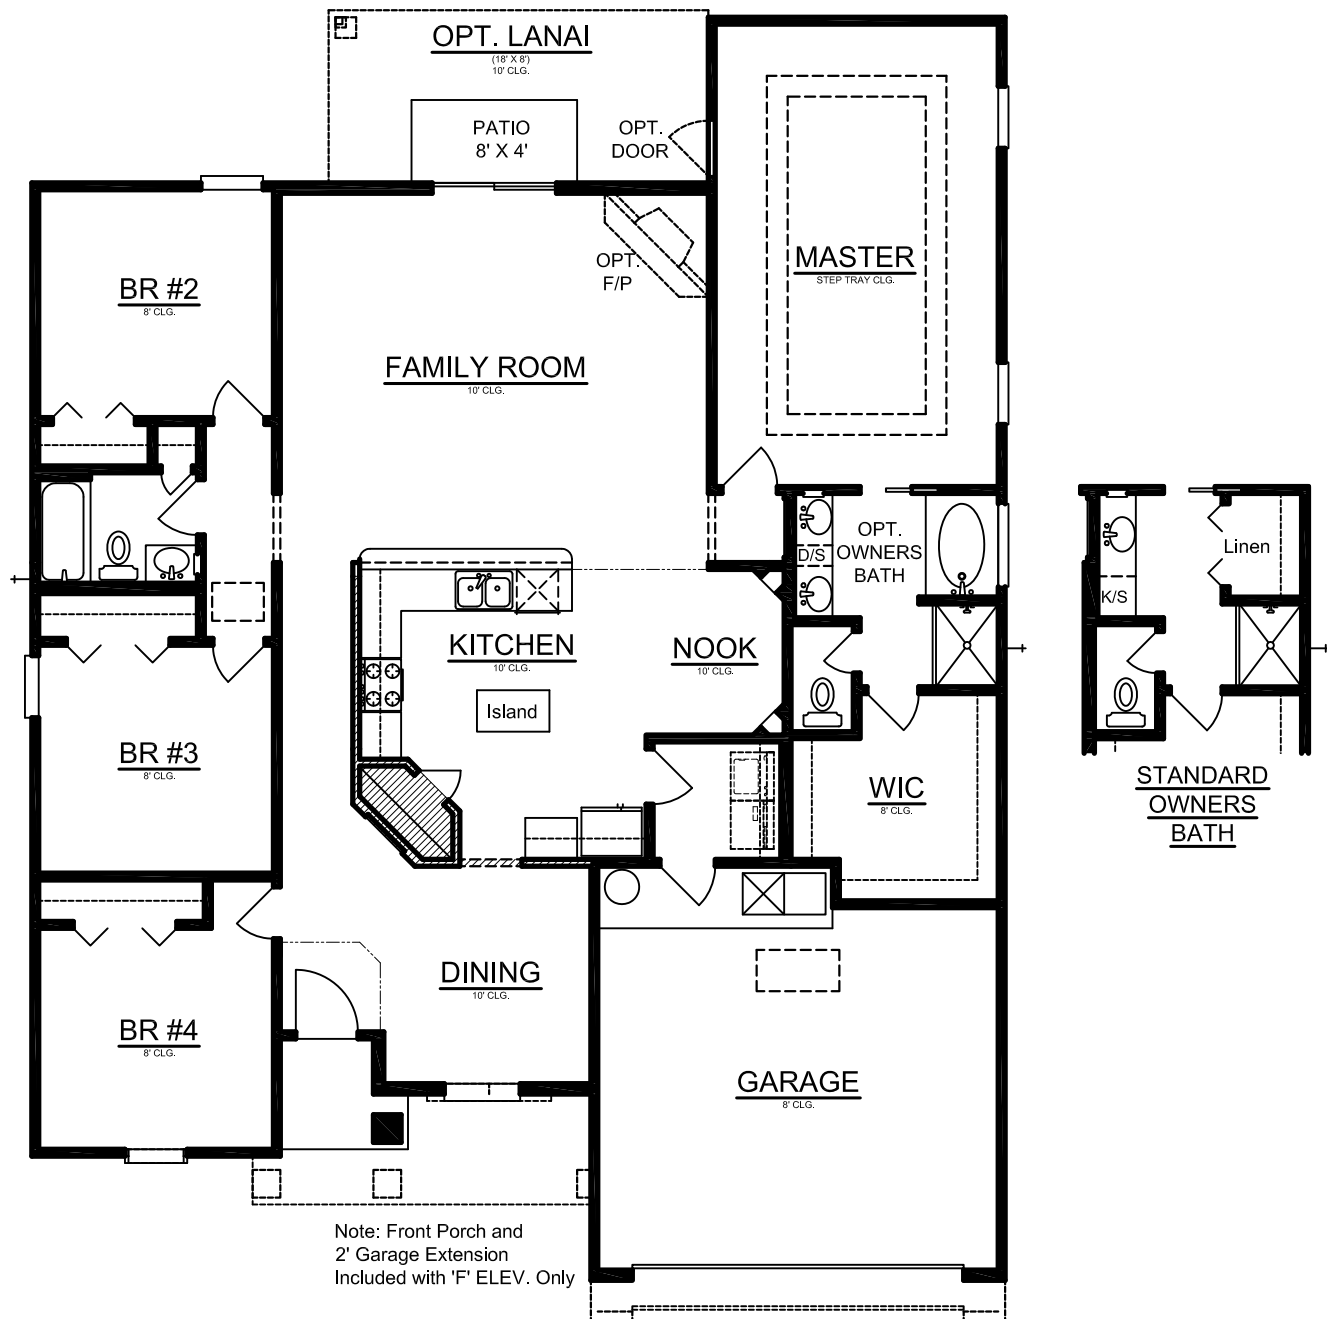 OPT. LANAI
(18' X 8')
10' CLG.
PATIO
8' X 4'
OPT.
DOOR
MASTER
STEP TRAY CLG.
BR #2
8' CLG.
OPT.
F/P
FAMILY ROOM
10' CLG.
D/S
OPT.
OWNERS
BATH
Linen
K/S
KITCHEN
10' CLG.
NOOK
10' CLG.
Island
BR #3
8' CLG.
WIC
8' CLG.
STANDARD
OWNERS
BATH
DINING
10' CLG.
BR #4
8' CLG.
GARAGE
8' CLG.
Note: Front Porch and
2' Garage Extension
Included with 'F' ELEV. Only